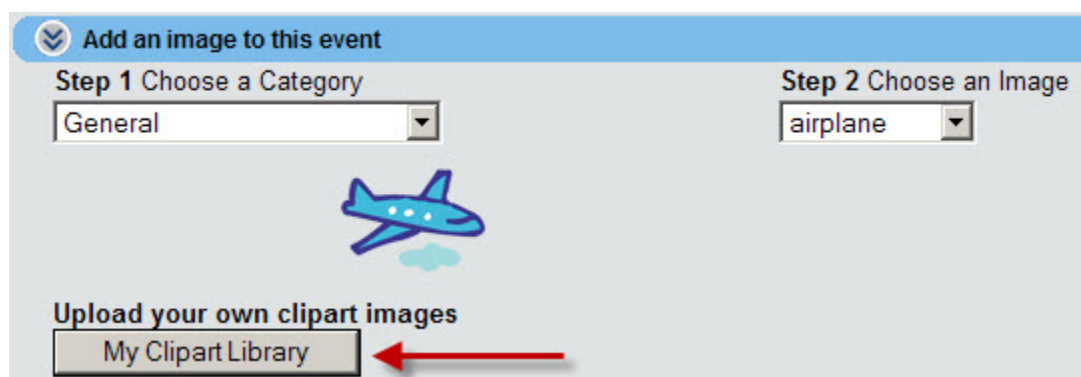 Add an image to this event
Step 1 Choose a Category
Step 2 Choose an Image
General
airplane
Upload your own clipart images
My Clipart Library